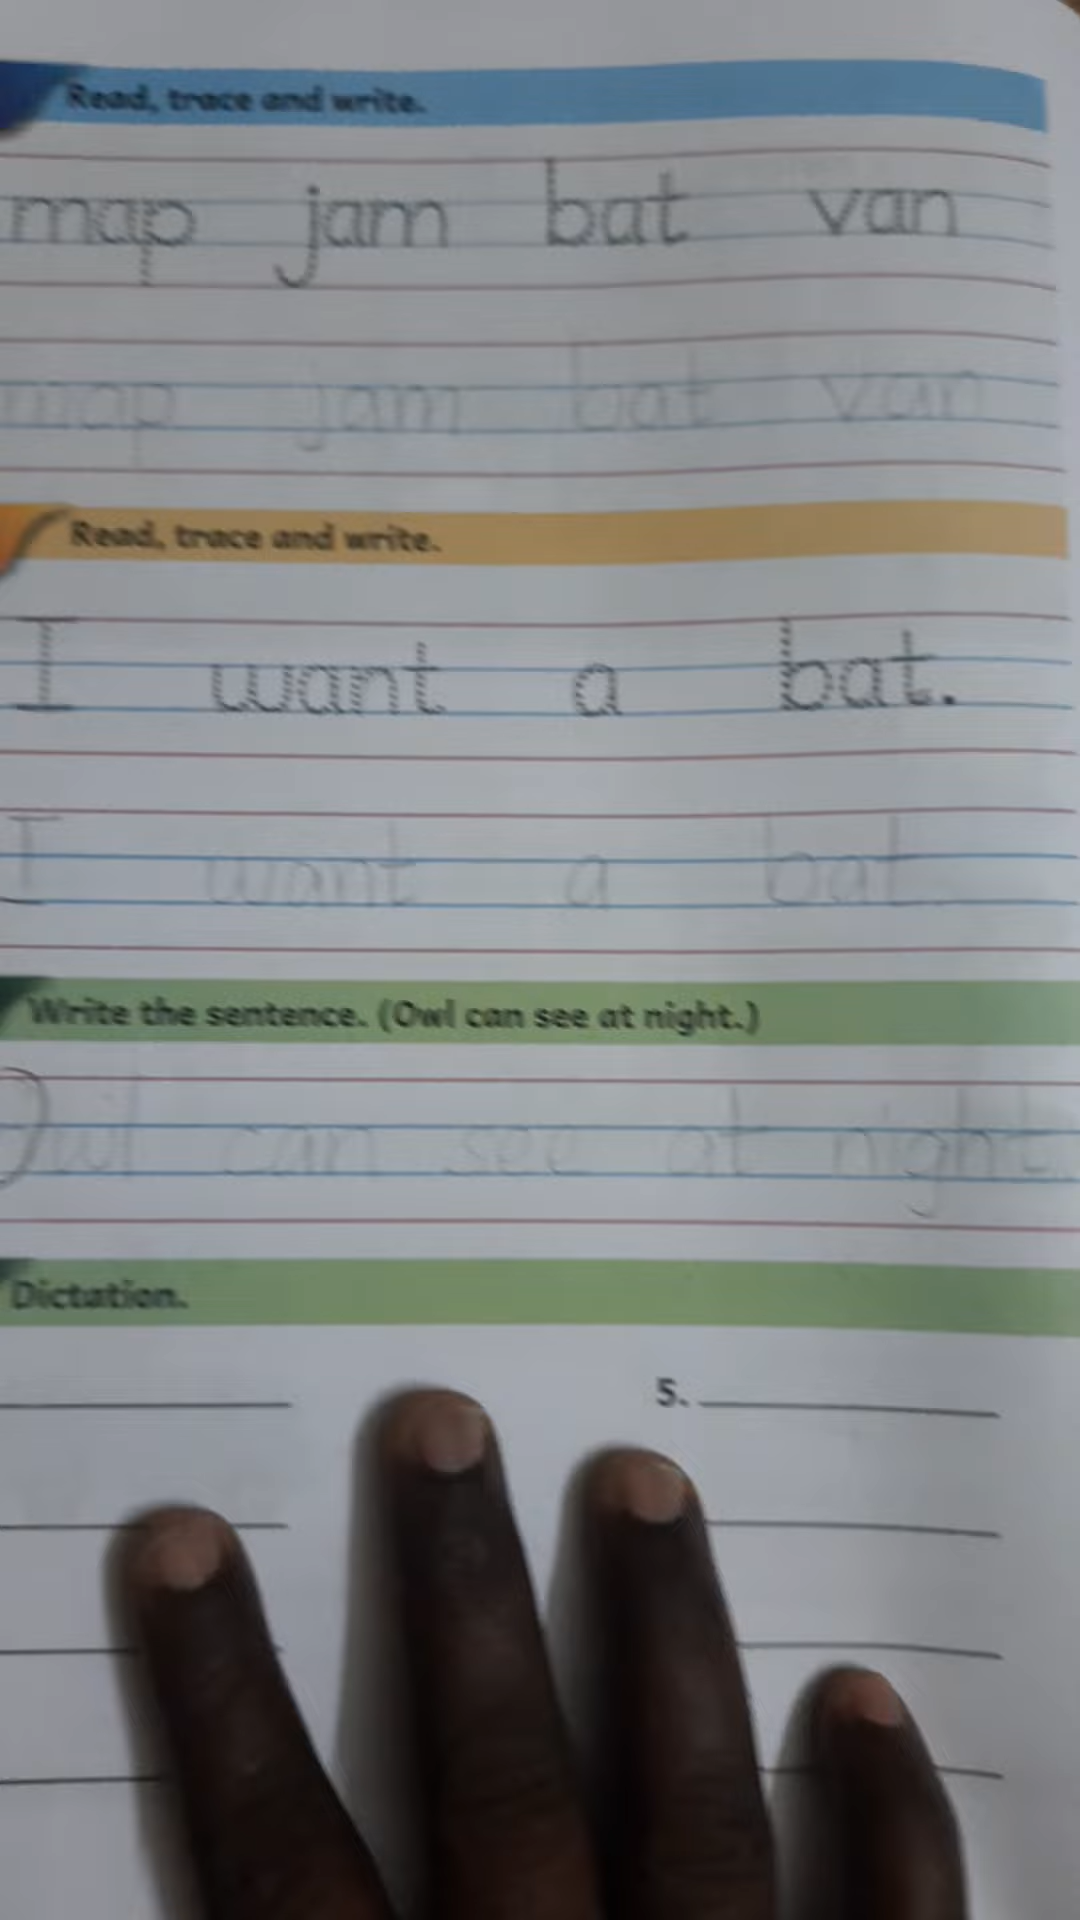 Read, trace and write.
map jam bat van
map jam bat van
Read, trace and write.
I want a bat.
I want a bat.
Write the sentence. (Owl can see at night.)
Owl can see at night.
Dictation.
5.